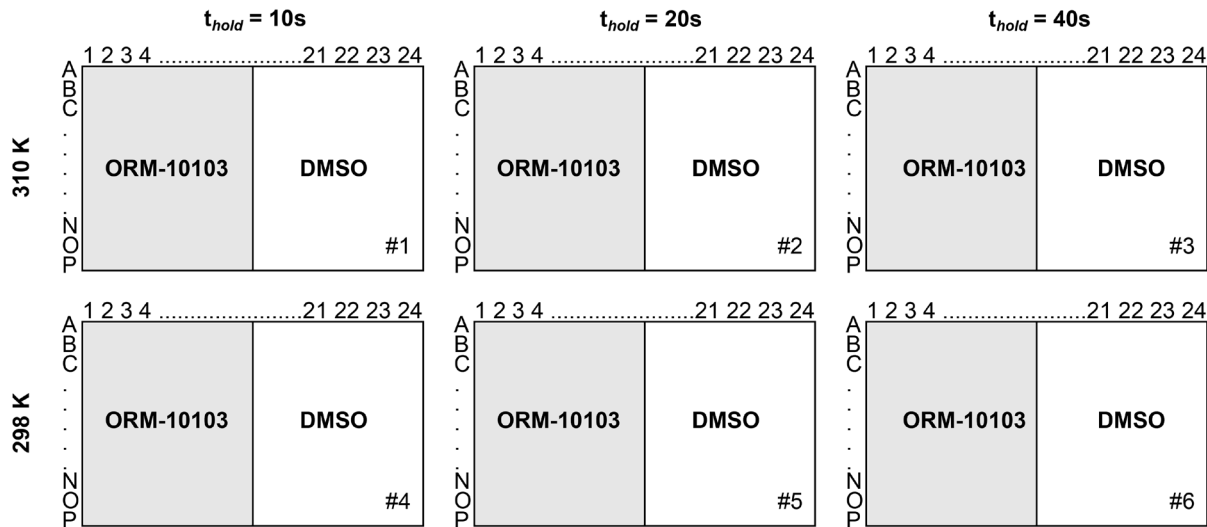 t_hold = 10s t_hold = 20s t_hold = 40s
1 2 3 4 .......................21 22 23 24 1 2 3 4 .......................21 22 23 24 1 2 3 4 .......................21 22 23 24
310 K
A
B
C
.
.
.
.
.
N
O
P
ORM-10103 DMSO
#1
A
B
C
.
.
.
.
.
N
O
P
ORM-10103 DMSO
#2
A
B
C
.
.
.
.
.
N
O
P
ORM-10103 DMSO
#3
1 2 3 4 .......................21 22 23 24 1 2 3 4 .......................21 22 23 24 1 2 3 4 .......................21 22 23 24
298 K
A
B
C
.
.
.
.
.
N
O
P
ORM-10103 DMSO
#4
A
B
C
.
.
.
.
.
N
O
P
ORM-10103 DMSO
#5
A
B
C
.
.
.
.
.
N
O
P
ORM-10103 DMSO
#6